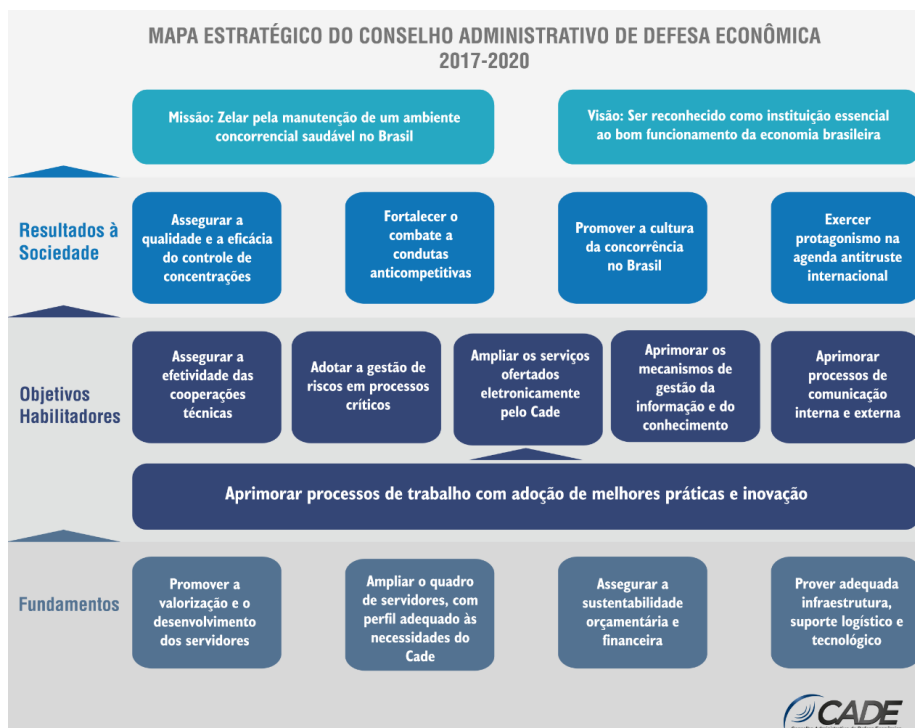 MAPA ESTRATÉGICO DO CONSELHO ADMINISTRATIVO DE DEFESA ECONÔMICA
2017-2020
Missão: Zelar pela manutenção de um ambiente
concorrencial saudável no Brasil
Visão: Ser reconhecido como instituição essencial
ao bom funcionamento da economia brasileira
Resultados à
Sociedade
Assegurar a
qualidade e a eficácia
do controle de
concentrações
Fortalecer o
combate a
condutas
anticompetitivas
Promover a cultura
da concorrência
no Brasil
Exercer
protagonismo na
agenda antitruste
internacional
Objetivos
Habilitadores
Assegurar a
efetividade das
cooperações
técnicas
Adotar a gestão de
riscos em processos
críticos
Ampliar os serviços
ofertados
eletronicamente
pelo Cade
Aprimorar os
mecanismos de
gestão da
informação e do
conhecimento
Aprimorar
processos de
comunicação
interna e externa
Aprimorar processos de trabalho com adoção de melhores práticas e inovação
Fundamentos
Promover a
valorização e o
desenvolvimento
dos servidores
Ampliar o quadro
de servidores, com
perfil adequado às
necessidades do
Cade
Assegurar a
sustentabilidade
orçamentária e
financeira
Prover adequada
infraestrutura,
suporte logístico e
tecnológico
CADE